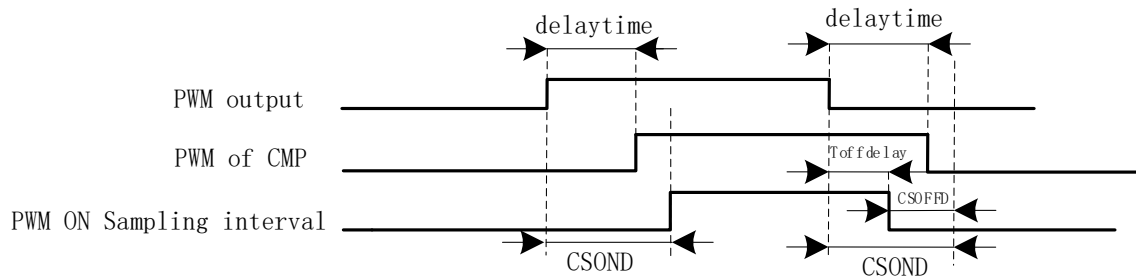 delaytime delaytime
PWM output
PWM of CMP
Toffdelay
CSOFFD
PWM ON Sampling interval
CSOND CSOND